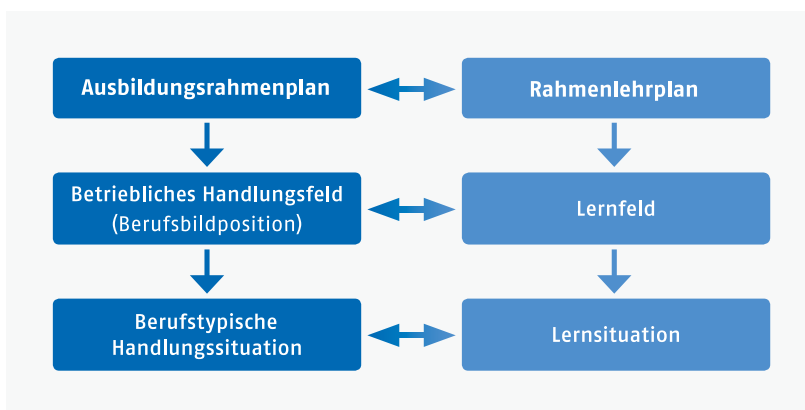 Ausbildungsrahmenplan
Rahmenlehrplan
Betriebliches Handlungsfeld
(Berufsbildposition)
Lernfeld
Berufstypische
Handlungssituation
Lernsituation